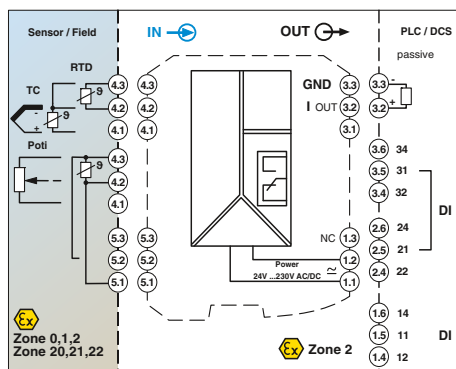 Sensor / Field
IN
OUT
PLC / DCS
passive
RTD
TC
-
+
ϑ
ϑ
4.3
4.2
4.1
4.3
4.2
4.1
GND
I OUT
3.3
3.2
3.1
3.3
3.2
-
+
Poti
ϑ
4.3
4.2
4.1
3.6 34
3.5 31
3.4 32
DI
2.6 24
2.5 21
2.4 22
5.3
5.2
5.1
5.3
5.2
5.1
NC
1.3
1.2
1.1
Power
24V ...230V AC/DC
Ex
Zone 0,1,2
Zone 20,21,22
Ex
Zone 2
1.6 14
1.5 11
1.4 12
DI